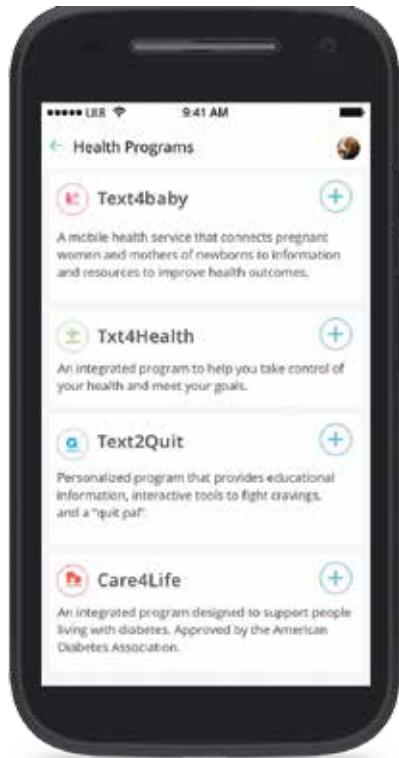 ●●●●● UI8 9:41 AM
← Health Programs
Text4baby +
A mobile health service that connects pregnant
women and mothers of newborns to information
and resources to improve health outcomes.
Txt4Health +
An integrated program to help you take control of
your health and meet your goals.
Text2Quit +
Personalized program that provides educational
information, interactive tools to fight cravings,
and a "quit pal".
Care4Life +
An integrated program designed to support people
living with diabetes. Approved by the American
Diabetes Association.